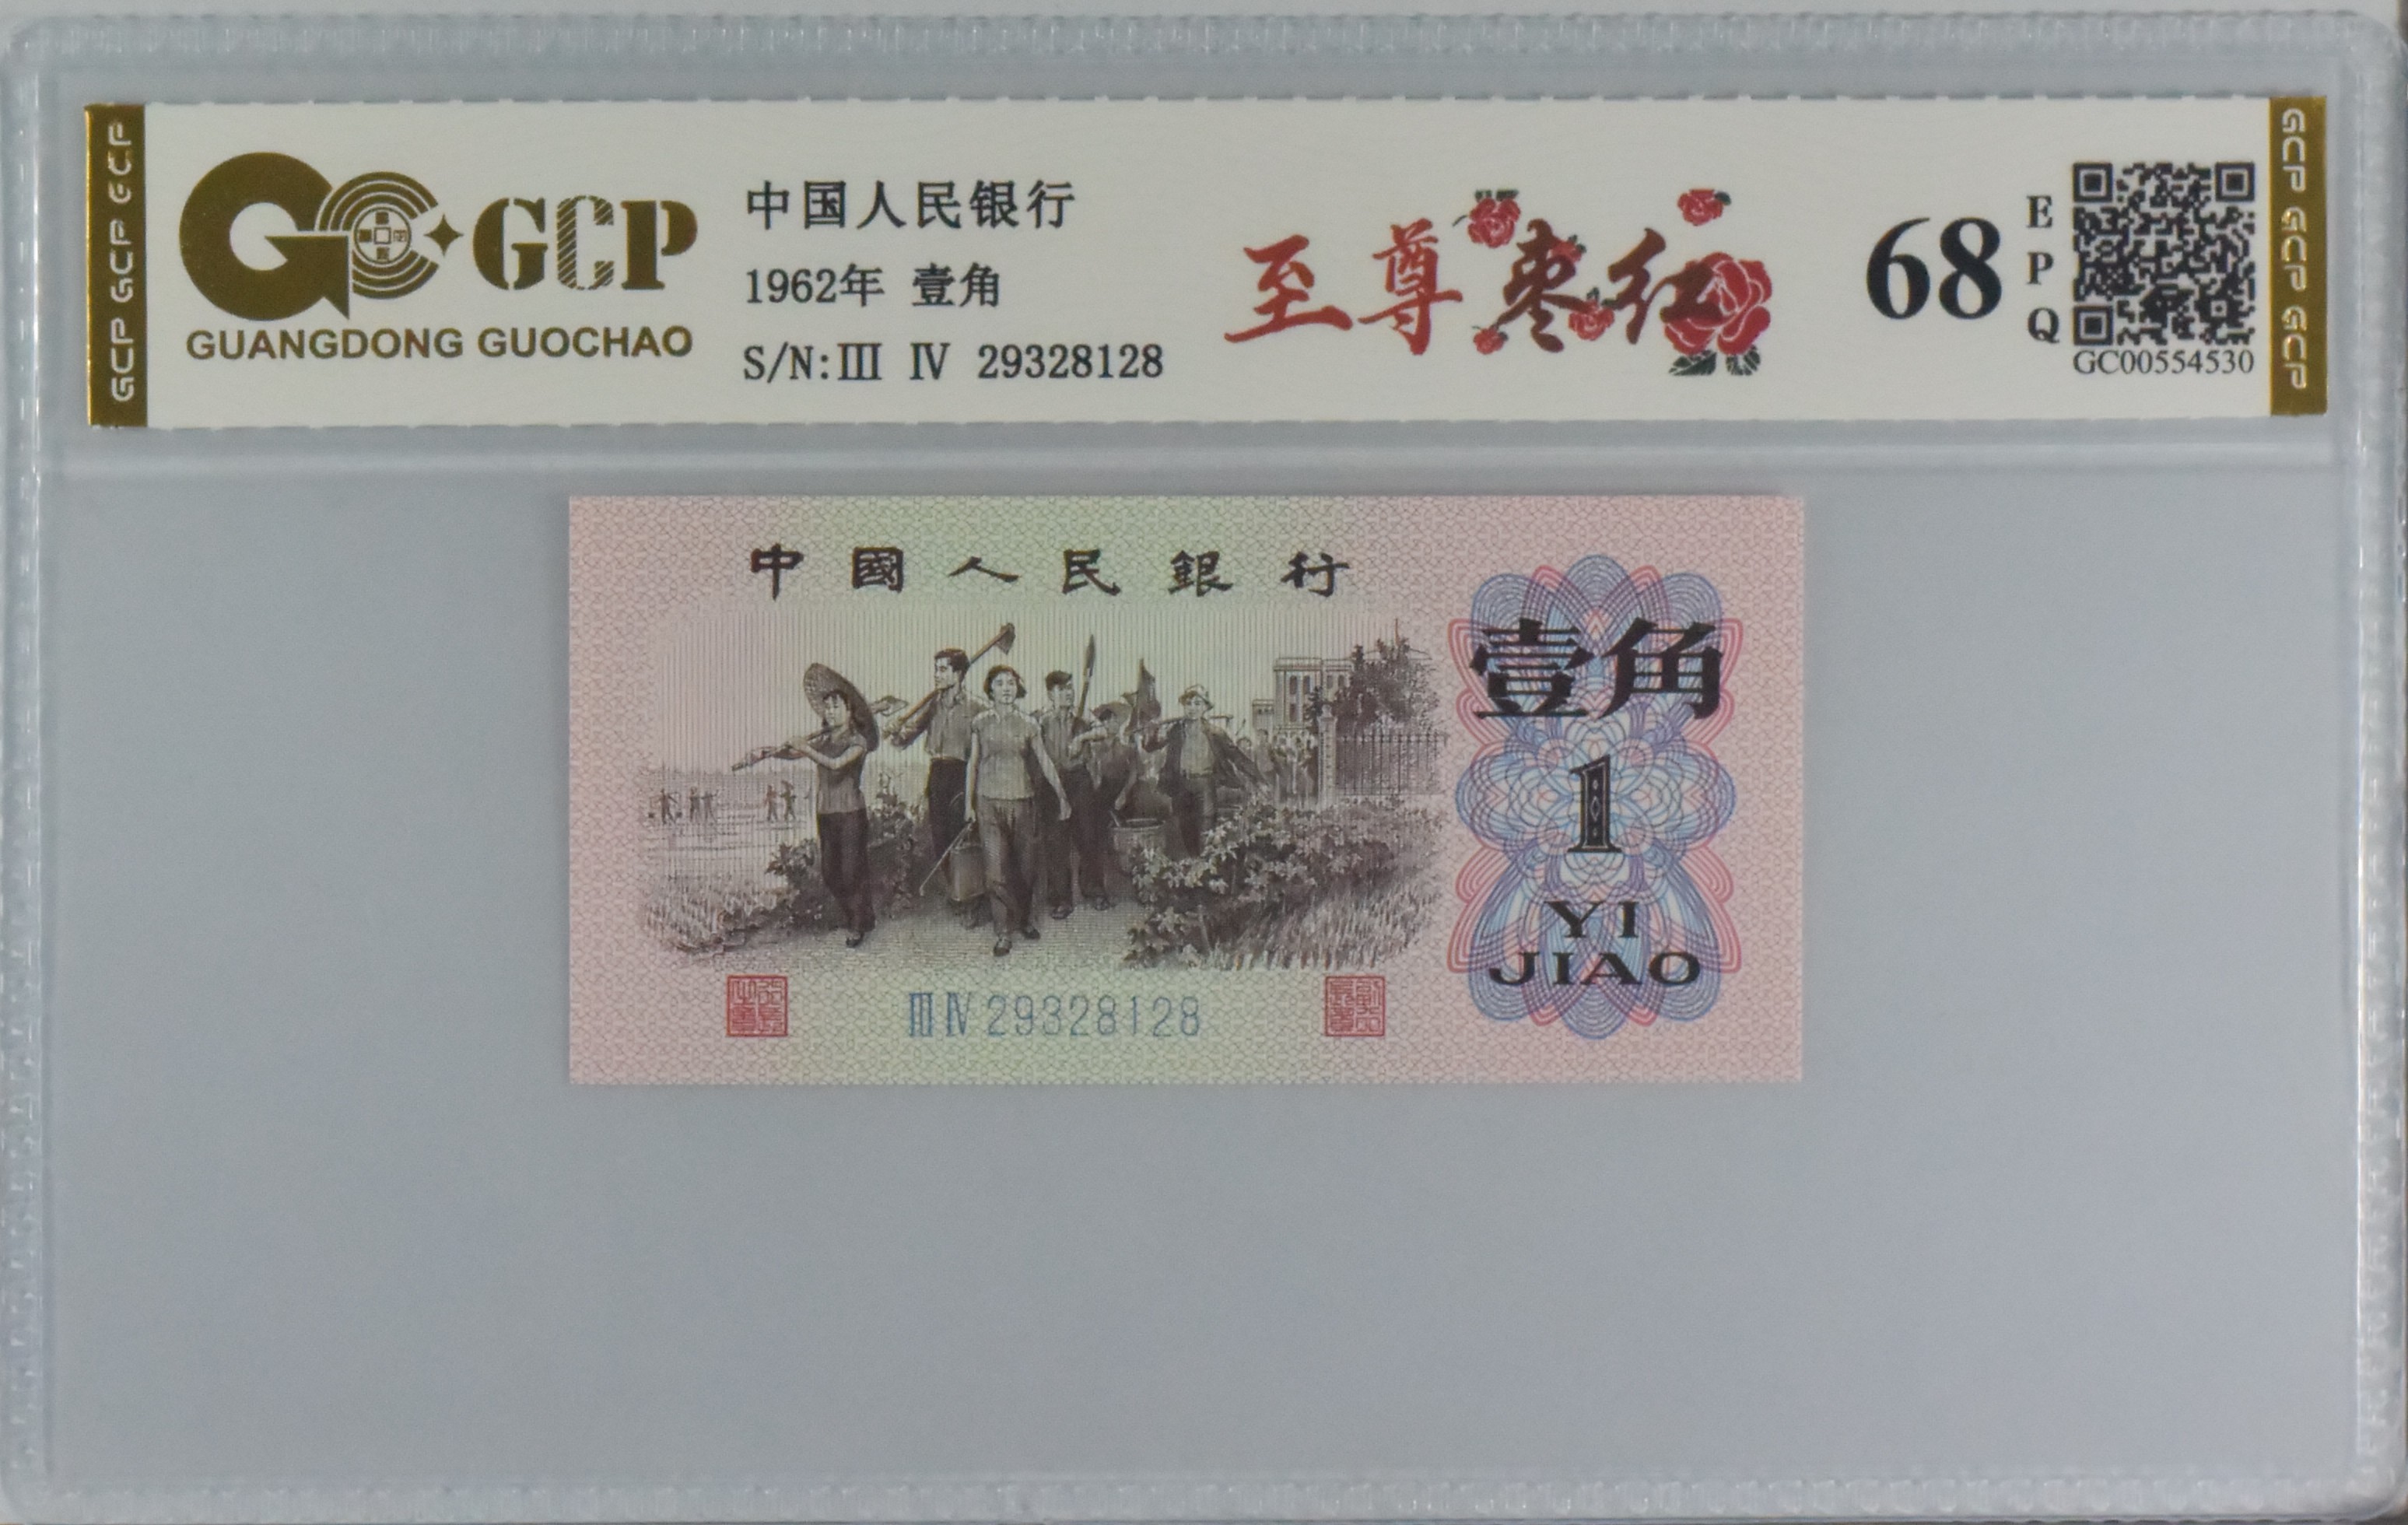 GCP GCP GCP
GCP
GUANGDONG GUOCHAO
中国人民银行
1962年 壹角
S/N:Ⅲ Ⅳ 29328128
至尊枣红
68
EPQ
GC00554530
GCP GCP GCP
中國人民銀行
壹角
1
YI
JIAO
ⅢⅣ 29328128